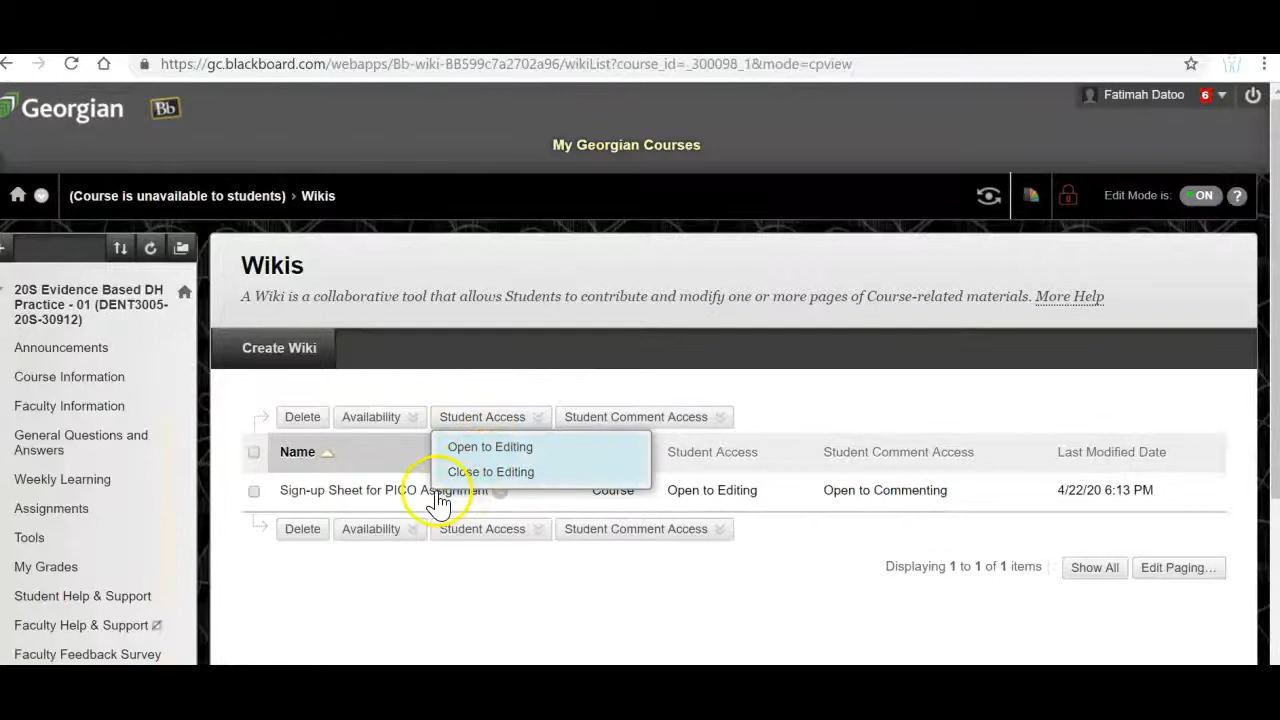 https://gc.blackboard.com/webapps/Bb-wiki-BB599c7a2702a96/wikiList?course_id=_300098_1&mode=cpview
Georgian Bb
Fatimah Datoo 6
My Georgian Courses
(Course is unavailable to students) › Wikis
Edit Mode is: ON ?
20S Evidence Based DH
Practice - 01 (DENT3005-
20S-30912)
Announcements
Course Information
Faculty Information
General Questions and
Answers
Weekly Learning
Assignments
Tools
My Grades
Student Help & Support
Faculty Help & Support
Faculty Feedback Survey
Wikis
A Wiki is a collaborative tool that allows Students to contribute and modify one or more pages of Course-related materials. More Help
Create Wiki
Delete Availability Student Access Student Comment Access
Open to Editing
Close to Editing
Name Student Access Student Comment Access Last Modified Date
Sign-up Sheet for PICO Assignment Course Open to Editing Open to Commenting 4/22/20 6:13 PM
Delete Availability Student Access Student Comment Access
Displaying 1 to 1 of 1 items Show All Edit Paging...